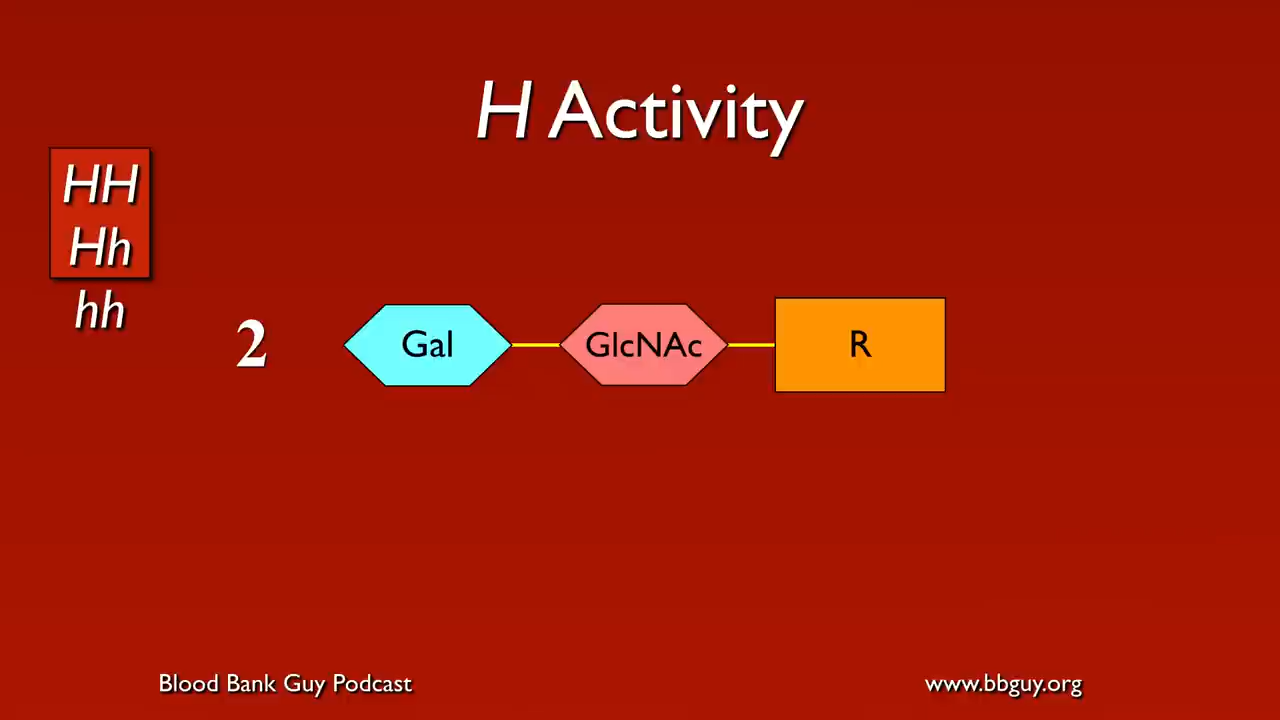 H Activity
HH
Hh
hh
2
Gal
GlcNAc
R
Blood Bank Guy Podcast
www.bbguy.org